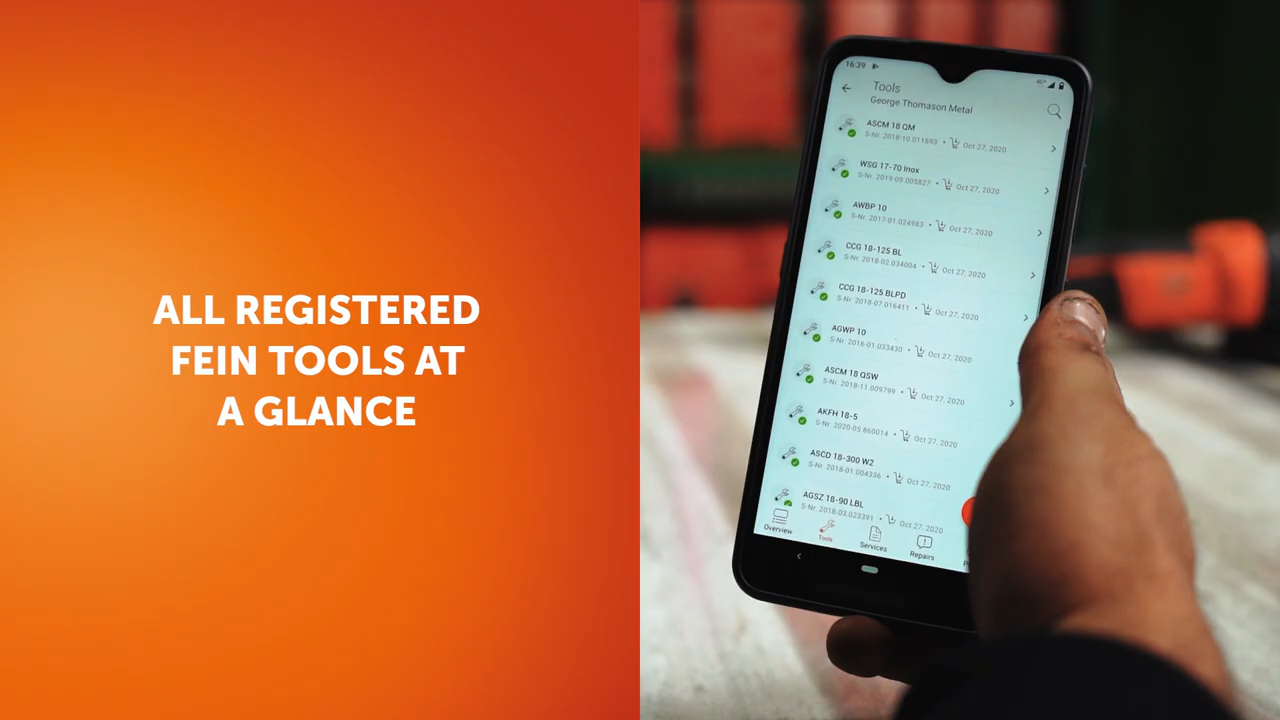 ALL REGISTERED
FEIN TOOLS AT
A GLANCE
16:39
Tools
George Thomason Metal
ASCM 18 QM
S-Nr. 2018-10 011693 • Oct 27, 2020
WSG 17-70 Inox
S-Nr. 2019-09 005827 • Oct 27, 2020
AWBP 10
S-Nr. 2017-01 024983 • Oct 27, 2020
CCG 18-125 BL
S-Nr. 2018-02 034004 • Oct 27, 2020
CCG 18-125 BLPD
S-Nr. 2018-07 016411 • Oct 27, 2020
AGWP 10
S-Nr. 2016-01 033430 • Oct 27, 2020
ASCM 18 QSW
S-Nr. 2018-11 009799 • Oct 27, 2020
AKFH 18-5
S-Nr. 2020-05 860014 • Oct 27, 2020
ASCD 18-300 W2
S-Nr. 2018-01 004336 • Oct 27, 2020
AGSZ 18-90 LBL
S-Nr. 2018-03 023391 • Oct 27, 2020
Overview
Tools
Services
Repairs